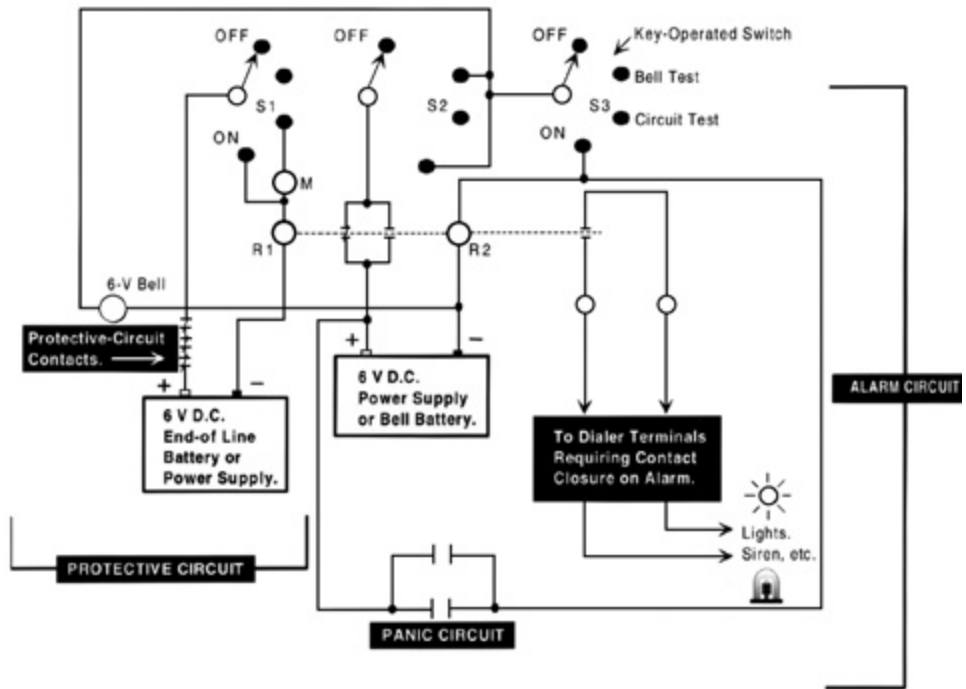 OFF
OFF
OFF
Key-Operated Switch
Bell Test
S1
S2
S3
Circuit Test
ON
ON
M
R1
R2
6-V Bell
Protective-Circuit
Contacts.
+
−
+
−
6 V D.C.
End-of Line
Battery or
Power Supply.
6 V D.C.
Power Supply
or Bell Battery.
To Dialer Terminals
Requiring Contact
Closure on Alarm.
ALARM CIRCUIT
Lights.
Siren, etc.
PROTECTIVE CIRCUIT
PANIC CIRCUIT